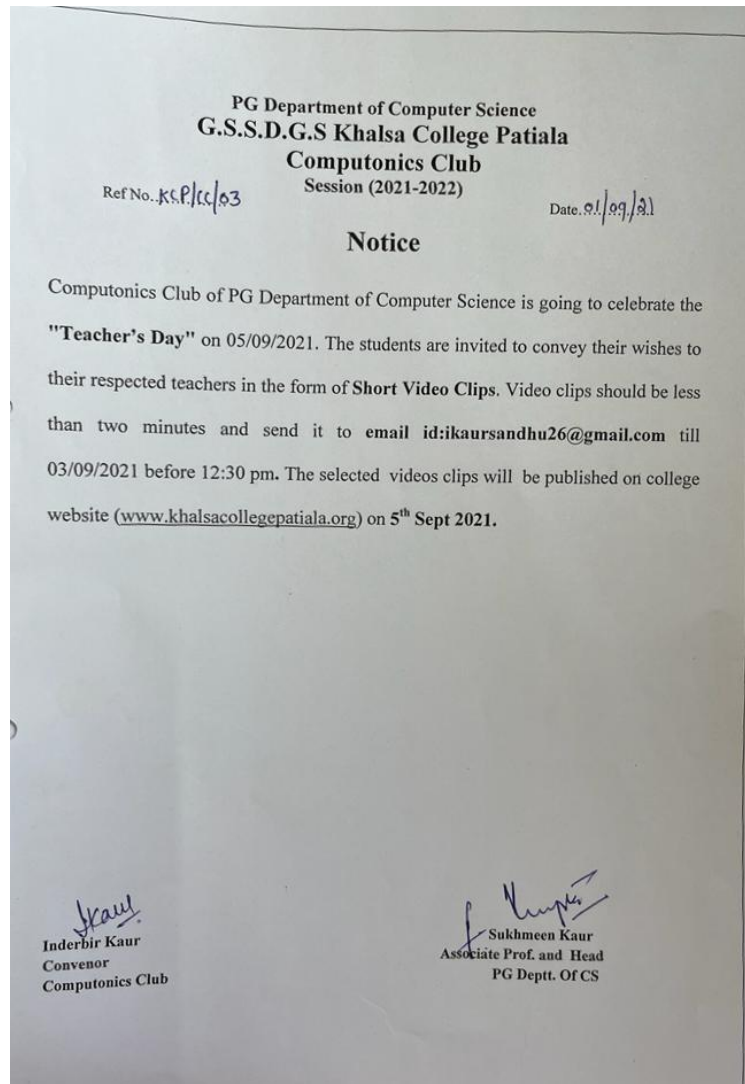 PG Department of Computer Science
G.S.S.D.G.S Khalsa College Patiala
Computonics Club
Session (2021-2022)
Ref No..KCP/CC/03
Date.01/09/21
Notice
Computonics Club of PG Department of Computer Science is going to celebrate the
"Teacher’s Day" on 05/09/2021. The students are invited to convey their wishes to
their respected teachers in the form of Short Video Clips. Video clips should be less
than two minutes and send it to email id:ikaursandhu26@gmail.com till
03/09/2021 before 12:30 pm. The selected videos clips will be published on college
website (www.khalsacollegepatiala.org) on 5th Sept 2021.
Ikaur
Inderbir Kaur
Convenor
Computonics Club
Sukhmeen Kaur
Associate Prof. and Head
PG Deptt. Of CS